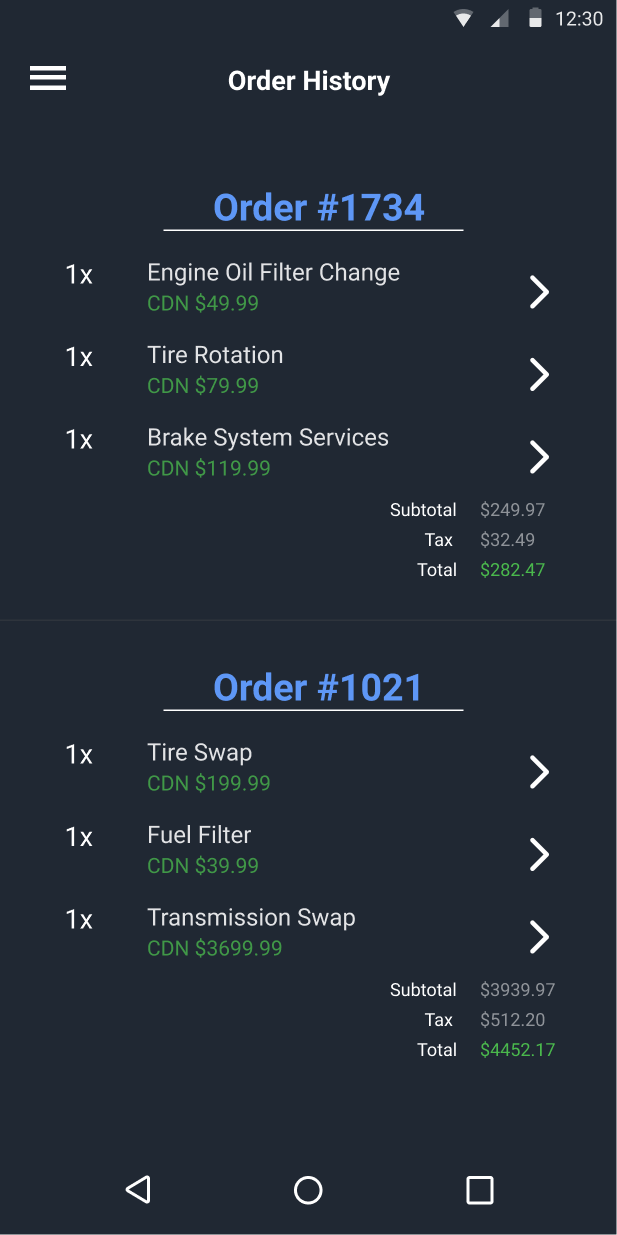 12:30
Order History
Order #1734
1x Engine Oil Filter Change
CDN $49.99
1x Tire Rotation
CDN $79.99
1x Brake System Services
CDN $119.99
Subtotal $249.97
Tax $32.49
Total $282.47
Order #1021
1x Tire Swap
CDN $199.99
1x Fuel Filter
CDN $39.99
1x Transmission Swap
CDN $3699.99
Subtotal $3939.97
Tax $512.20
Total $4452.17